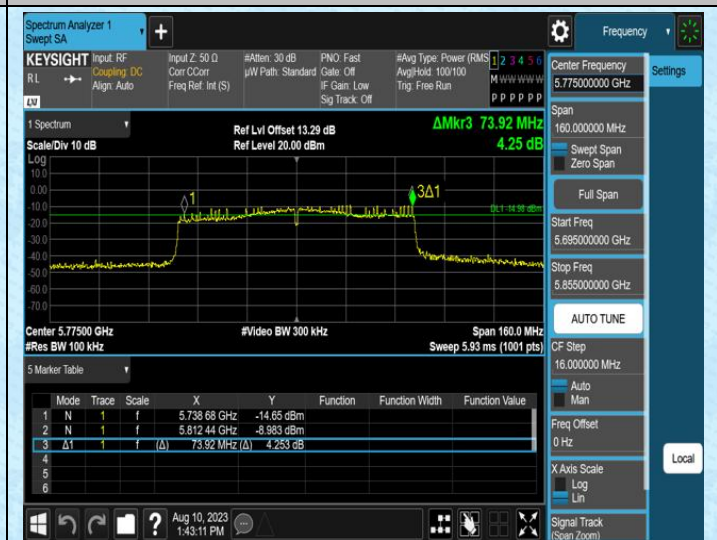 Spectrum Analyzer 1
Swept SA
+
Frequency
KEYSIGHT
Input: RF
Input Z: 50 Ω
#Atten: 30 dB
PNO: Fast
#Avg Type: Power (RMS
1 2 3 4 5 6
RL
Coupling: DC
Corr CCorr
µW Path: Standard
Gate: Off
Avg|Hold: 100/100
M W W W W W
Align: Auto
Freq Ref: Int (S)
IF Gain: Low
Trig: Free Run
Sig Track: Off
P P P P P P
LXI
1 Spectrum
Scale/Div 10 dB
Ref Lvl Offset 13.29 dB
Ref Level 20.00 dBm
ΔMkr3 73.92 MHz
4.25 dB
Log
10.0
0.00
-10.0
-20.0
-30.0
-40.0
-50.0
-60.0
-70.0
1
3Δ1
DL1 -14.98 dBm
Center 5.77500 GHz
#Video BW 300 kHz
Span 160.0 MHz
#Res BW 100 kHz
Sweep 5.93 ms (1001 pts)
5 Marker Table
Mode Trace Scale X Y Function Function Width Function Value
1 N 1 f 5.738 68 GHz -14.65 dBm
2 N 1 f 5.812 44 GHz -8.983 dBm
3 Δ1 1 f (Δ) 73.92 MHz (Δ) 4.253 dB
4
5
6
Aug 10, 2023
1:43:11 PM
?
Center Frequency
5.775000000 GHz
Settings
Span
160.000000 MHz
Swept Span
Zero Span
Full Span
Start Freq
5.695000000 GHz
Stop Freq
5.855000000 GHz
AUTO TUNE
CF Step
16.000000 MHz
Auto
Man
Freq Offset
0 Hz
X Axis Scale
Log
Lin
Signal Track
(Span Zoom)
Local